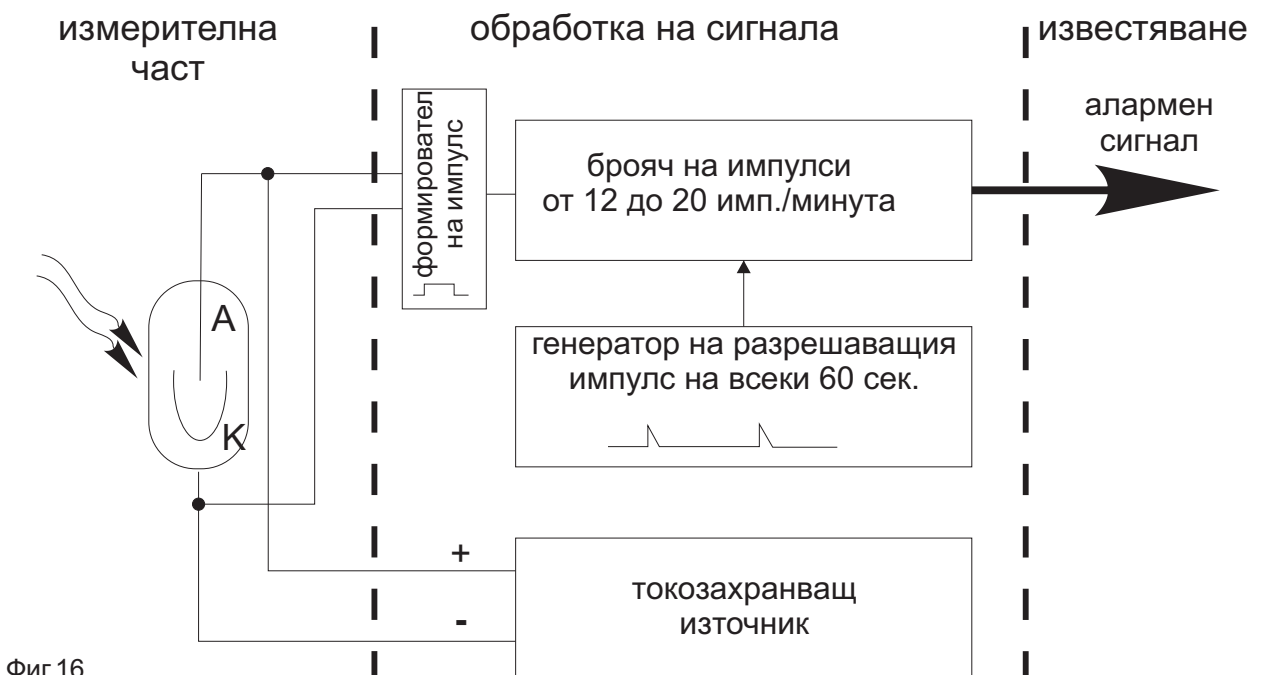 измерителна
част
обработка на сигнала
известяване
алармен
сигнал
формировател
на импулс
брояч на импулси
от 12 до 20 имп./минута
A
K
генератор на разрешаващия
импулс на всеки 60 сек.
+
-
токозахранващ
източник
Фиг.16